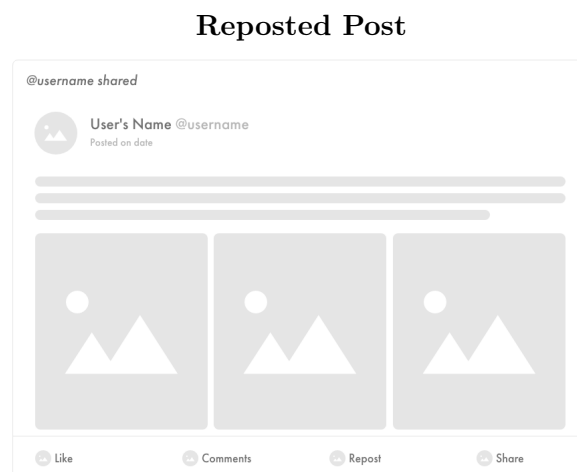 Reposted Post
@username shared
User's Name @username
Posted on date
Like Comments Repost Share